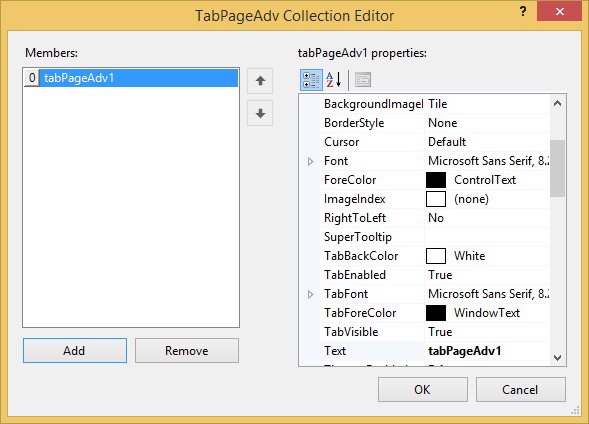 TabPageAdv Collection Editor
?
Members:
0 tabPageAdv1
Add
Remove
tabPageAdv1 properties:
BackgroundImageL Tile
BorderStyle None
Cursor Default
Font Microsoft Sans Serif, 8.2
ForeColor ControlText
ImageIndex (none)
RightToLeft No
SuperTooltip
TabBackColor White
TabEnabled True
TabFont Microsoft Sans Serif, 8.2
TabForeColor WindowText
TabVisible True
Text tabPageAdv1
OK
Cancel